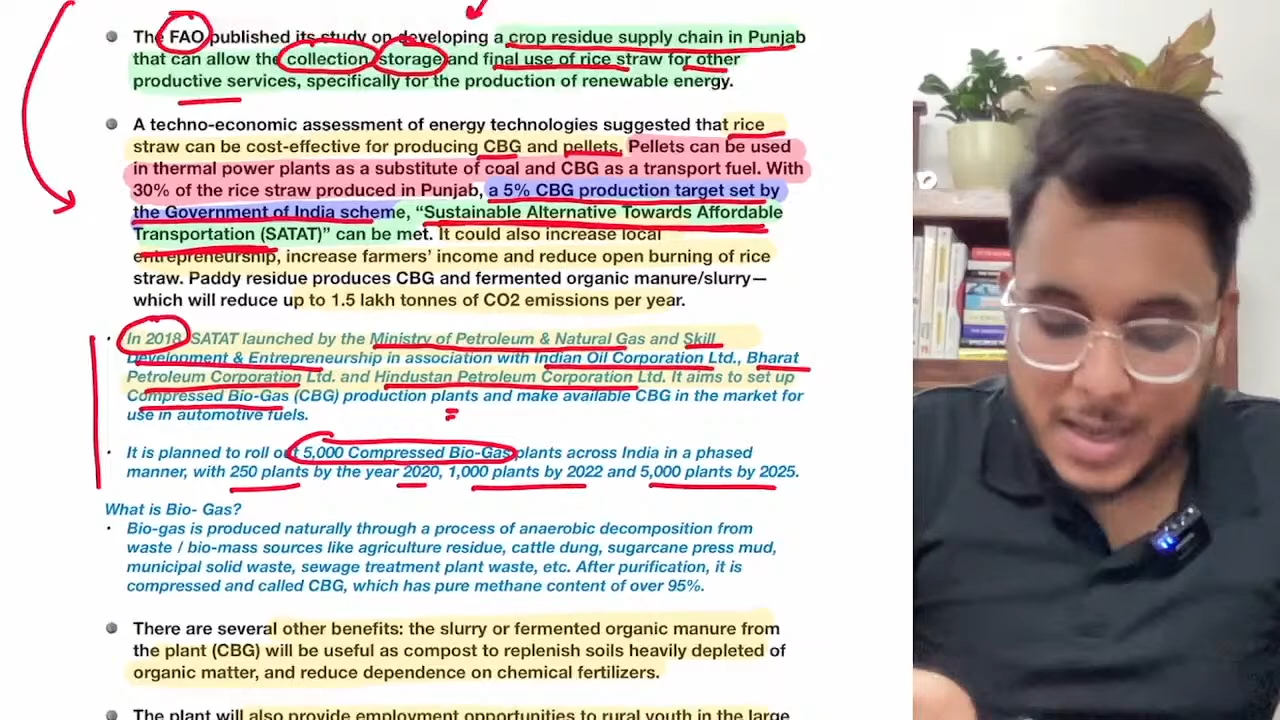 The FAO published its study on developing a crop residue supply chain in Punjab
that can allow the collection, storage and final use of rice straw for other
productive services, specifically for the production of renewable energy.
A techno-economic assessment of energy technologies suggested that rice
straw can be cost-effective for producing CBG and pellets. Pellets can be used
in thermal power plants as a substitute of coal and CBG as a transport fuel. With
30% of the rice straw produced in Punjab, a 5% CBG production target set by
the Government of India scheme, “Sustainable Alternative Towards Affordable
Transportation (SATAT)” can be met. It could also increase local
entrepreneurship, increase farmers’ income and reduce open burning of rice
straw. Paddy residue produces CBG and fermented organic manure/slurry—
which will reduce up to 1.5 lakh tonnes of CO2 emissions per year.
In 2018, SATAT launched by the Ministry of Petroleum & Natural Gas and Skill
Development & Entrepreneurship in association with Indian Oil Corporation Ltd., Bharat
Petroleum Corporation Ltd. and Hindustan Petroleum Corporation Ltd. It aims to set up
Compressed Bio-Gas (CBG) production plants and make available CBG in the market for
use in automotive fuels.
It is planned to roll out 5,000 Compressed Bio-Gas plants across India in a phased
manner, with 250 plants by the year 2020, 1,000 plants by 2022 and 5,000 plants by 2025.
What is Bio- Gas?
Bio-gas is produced naturally through a process of anaerobic decomposition from
waste / bio-mass sources like agriculture residue, cattle dung, sugarcane press mud,
municipal solid waste, sewage treatment plant waste, etc. After purification, it is
compressed and called CBG, which has pure methane content of over 95%.
There are several other benefits: the slurry or fermented organic manure from
the plant (CBG) will be useful as compost to replenish soils heavily depleted of
organic matter, and reduce dependence on chemical fertilizers.
The plant will also provide employment opportunities to rural youth in the large